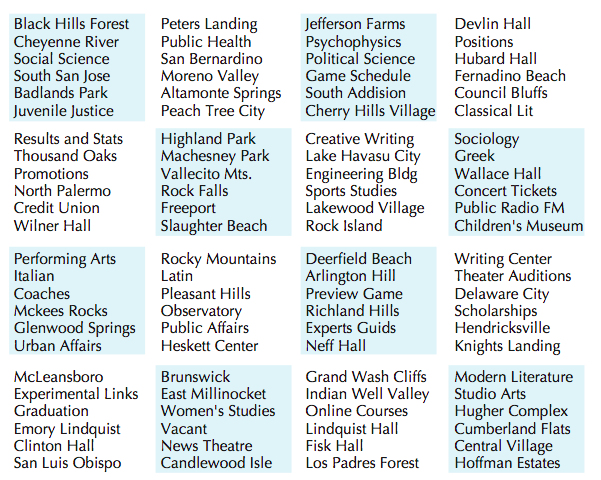 Black Hills Forest
Cheyenne River
Social Science
South San Jose
Badlands Park
Juvenile Justice
Peters Landing
Public Health
San Bernardino
Moreno Valley
Altamonte Springs
Peach Tree City
Jefferson Farms
Psychophysics
Political Science
Game Schedule
South Addision
Cherry Hills Village
Devlin Hall
Positions
Hubard Hall
Fernadino Beach
Council Bluffs
Classical Lit
Results and Stats
Thousand Oaks
Promotions
North Palermo
Credit Union
Wilner Hall
Highland Park
Machesney Park
Vallecito Mts.
Rock Falls
Freeport
Slaughter Beach
Creative Writing
Lake Havasu City
Engineering Bldg
Sports Studies
Lakewood Village
Rock Island
Sociology
Greek
Wallace Hall
Concert Tickets
Public Radio FM
Children's Museum
Performing Arts
Italian
Coaches
Mckees Rocks
Glenwood Springs
Urban Affairs
Rocky Mountains
Latin
Pleasant Hills
Observatory
Public Affairs
Heskett Center
Deerfield Beach
Arlington Hill
Preview Game
Richland Hills
Experts Guids
Neff Hall
Writing Center
Theater Auditions
Delaware City
Scholarships
Hendricksville
Knights Landing
McLeansboro
Experimental Links
Graduation
Emory Lindquist
Clinton Hall
San Luis Obispo
Brunswick
East Millinocket
Women's Studies
Vacant
News Theatre
Candlewood Isle
Grand Wash Cliffs
Indian Well Valley
Online Courses
Lindquist Hall
Fisk Hall
Los Padres Forest
Modern Literature
Studio Arts
Hugher Complex
Cumberland Flats
Central Village
Hoffman Estates